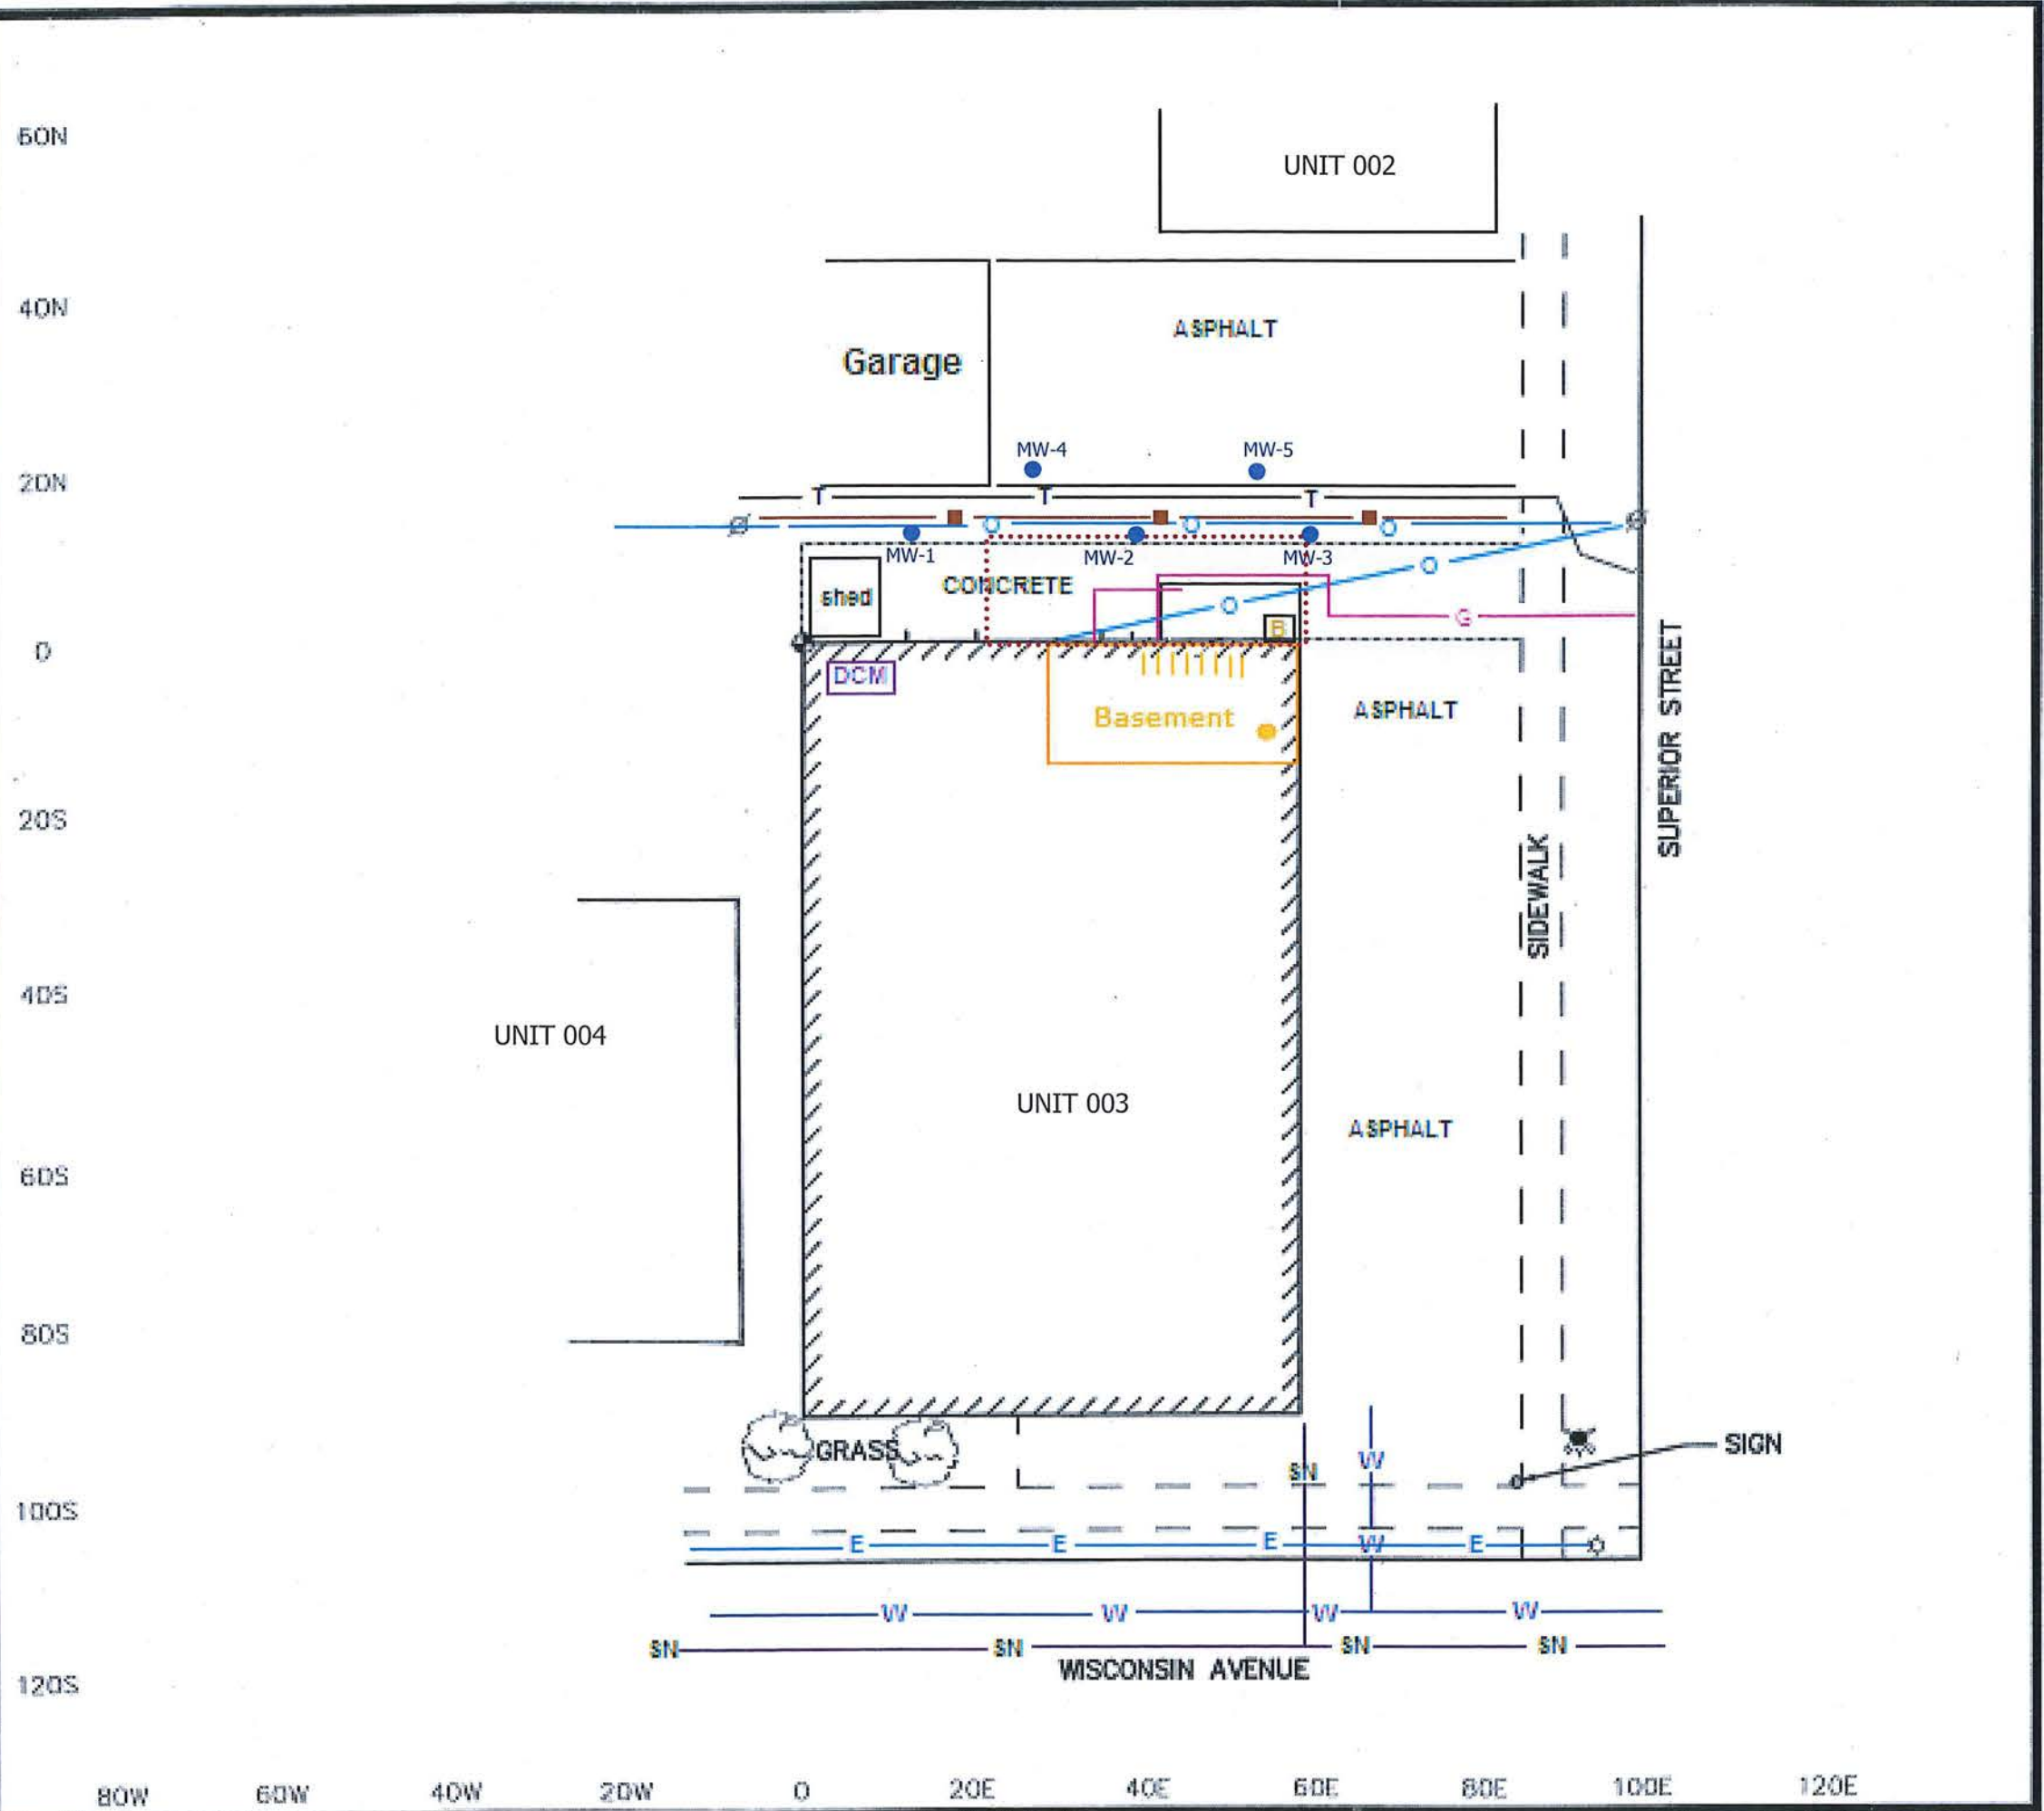 60N
UNIT 002
40N
ASPHALT
Garage
MW-4
MW-5
20N
T
T
T
O
O
O
MW-1
MW-2
MW-3
O
shed
CONCRETE
O
G
B
0
DCM
Basement
ASPHALT
SUPERIOR STREET
20S
SIDEWALK
40S
UNIT 004
UNIT 003
ASPHALT
60S
80S
GRASS
SIGN
W
SN
100S
E
E
E
W
E
W
W
W
W
SN
SN
SN
SN
WISCONSIN AVENUE
120S
80W
60W
40W
20W
0
20E
40E
60E
80E
100E
120E